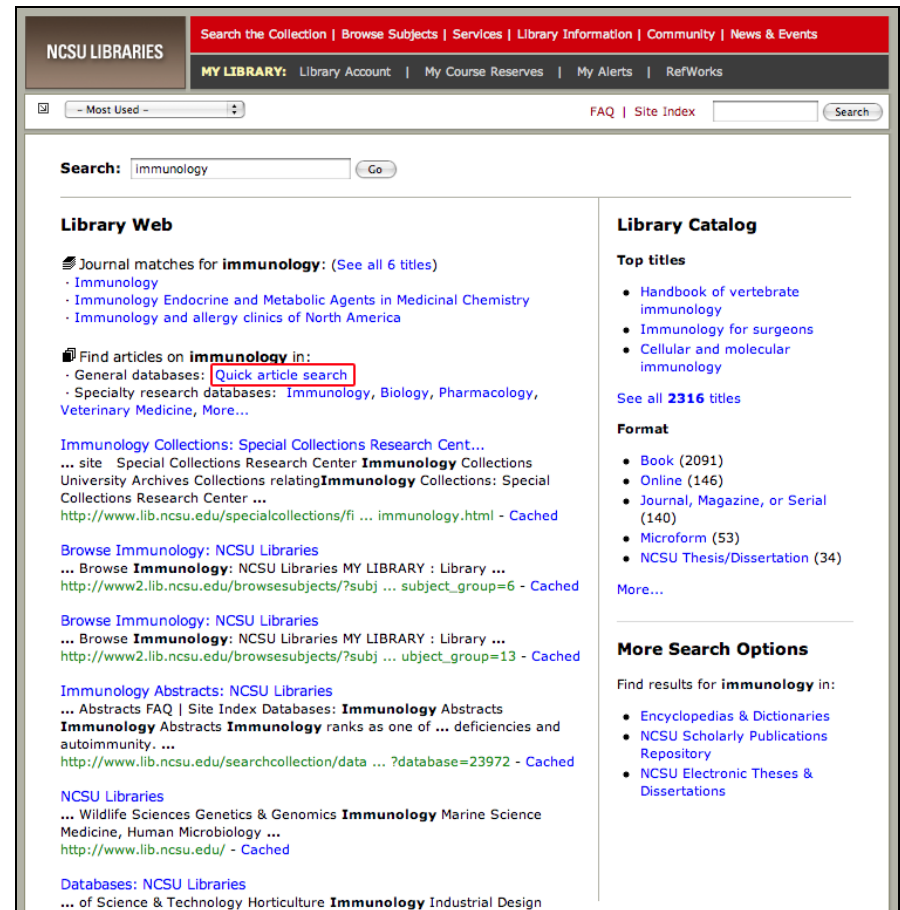 NCSU LIBRARIES
Search the Collection | Browse Subjects | Services | Library Information | Community | News & Events
MY LIBRARY: Library Account | My Course Reserves | My Alerts | RefWorks
– Most Used –
FAQ | Site Index
Search
Search: immunology Go
Library Web
Journal matches for immunology: (See all 6 titles)
· Immunology
· Immunology Endocrine and Metabolic Agents in Medicinal Chemistry
· Immunology and allergy clinics of North America
Find articles on immunology in:
· General databases: Quick article search
· Specialty research databases: Immunology, Biology, Pharmacology,
Veterinary Medicine, More...
Immunology Collections: Special Collections Research Cent...
... site Special Collections Research Center Immunology Collections
University Archives Collections relatingImmunology Collections: Special
Collections Research Center ...
http://www.lib.ncsu.edu/specialcollections/fi ... immunology.html - Cached
Browse Immunology: NCSU Libraries
... Browse Immunology: NCSU Libraries MY LIBRARY : Library ...
http://www2.lib.ncsu.edu/browsesubjects/?subj ... subject_group=6 - Cached
Browse Immunology: NCSU Libraries
... Browse Immunology: NCSU Libraries MY LIBRARY : Library ...
http://www2.lib.ncsu.edu/browsesubjects/?subj ... ubject_group=13 - Cached
Immunology Abstracts: NCSU Libraries
... Abstracts FAQ | Site Index Databases: Immunology Abstracts
Immunology Abstracts Immunology ranks as one of ... deficiencies and
autoimmunity. ...
http://www.lib.ncsu.edu/searchcollection/data ... ?database=23972 - Cached
NCSU Libraries
... Wildlife Sciences Genetics & Genomics Immunology Marine Science
Medicine, Human Microbiology ...
http://www.lib.ncsu.edu/ - Cached
Databases: NCSU Libraries
... of Science & Technology Horticulture Immunology Industrial Design
Library Catalog
Top titles
• Handbook of vertebrate
immunology
• Immunology for surgeons
• Cellular and molecular
immunology
See all 2316 titles
Format
• Book (2091)
• Online (146)
• Journal, Magazine, or Serial
(140)
• Microform (53)
• NCSU Thesis/Dissertation (34)
More...
More Search Options
Find results for immunology in:
• Encyclopedias & Dictionaries
• NCSU Scholarly Publications
Repository
• NCSU Electronic Theses &
Dissertations